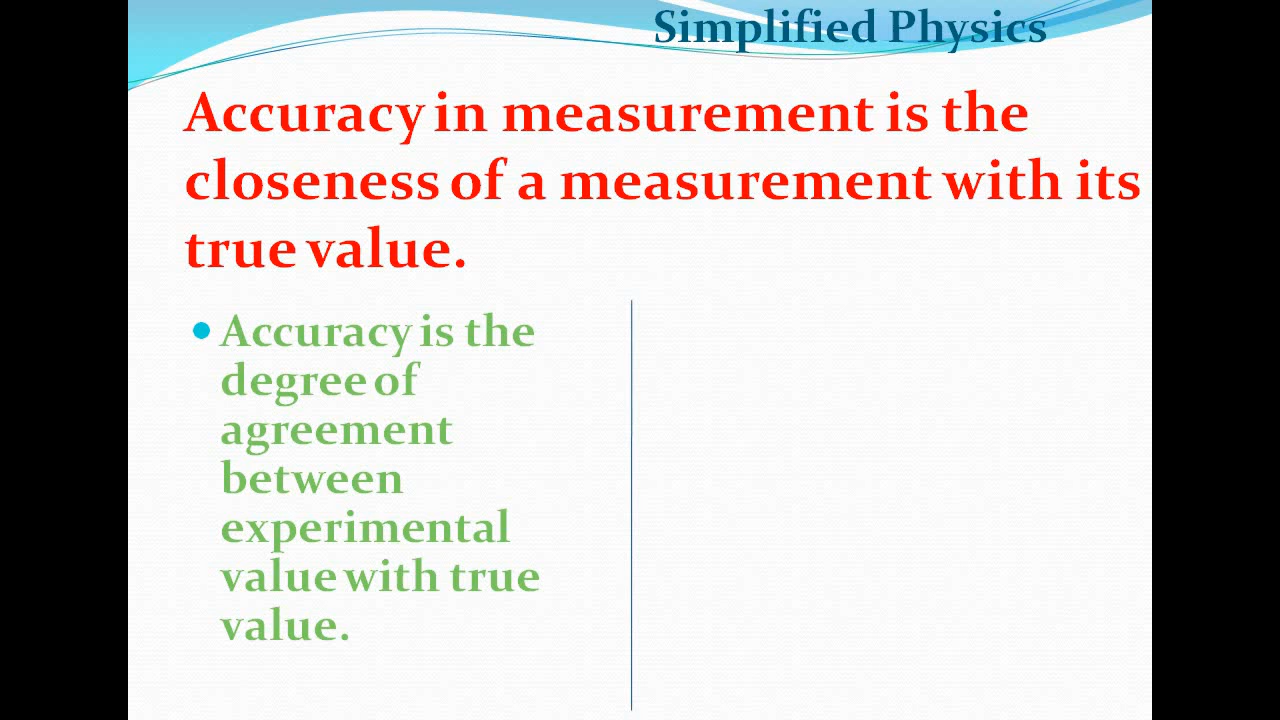 Simplified Physics
Accuracy in measurement is the
closeness of a measurement with its
true value.
Accuracy is the
degree of
agreement
between
experimental
value with true
value.